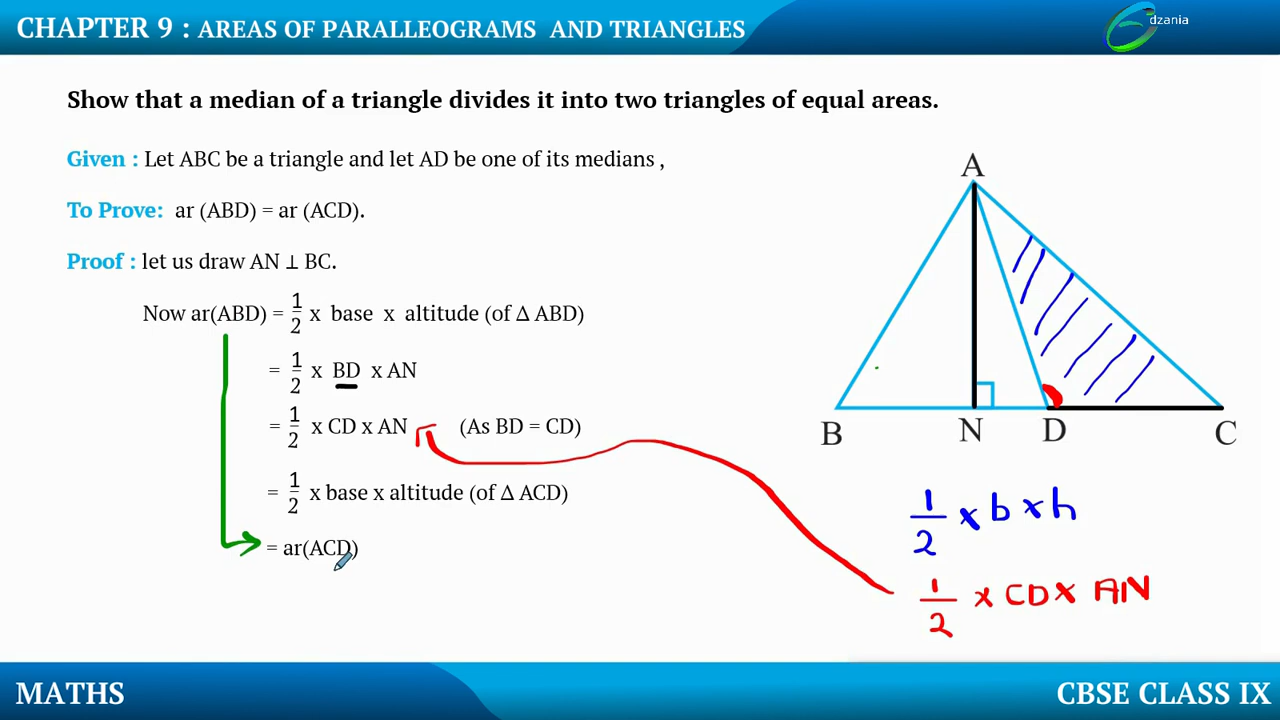 CHAPTER 9 : AREAS OF PARALLEOGRAMS AND TRIANGLES
Edzania
Show that a median of a triangle divides it into two triangles of equal areas.
Given : Let ABC be a triangle and let AD be one of its medians ,
To Prove: ar (ABD) = ar (ACD).
Proof : let us draw AN ⊥ BC.
Now ar(ABD) = 1/2 x base x altitude (of Δ ABD)
= 1/2 x BD x AN
= 1/2 x CD x AN (As BD = CD)
= 1/2 x base x altitude (of Δ ACD)
= ar(ACD)
A
B N D C
1/2 x b x h
1/2 x CD x AN
MATHS
CBSE CLASS IX